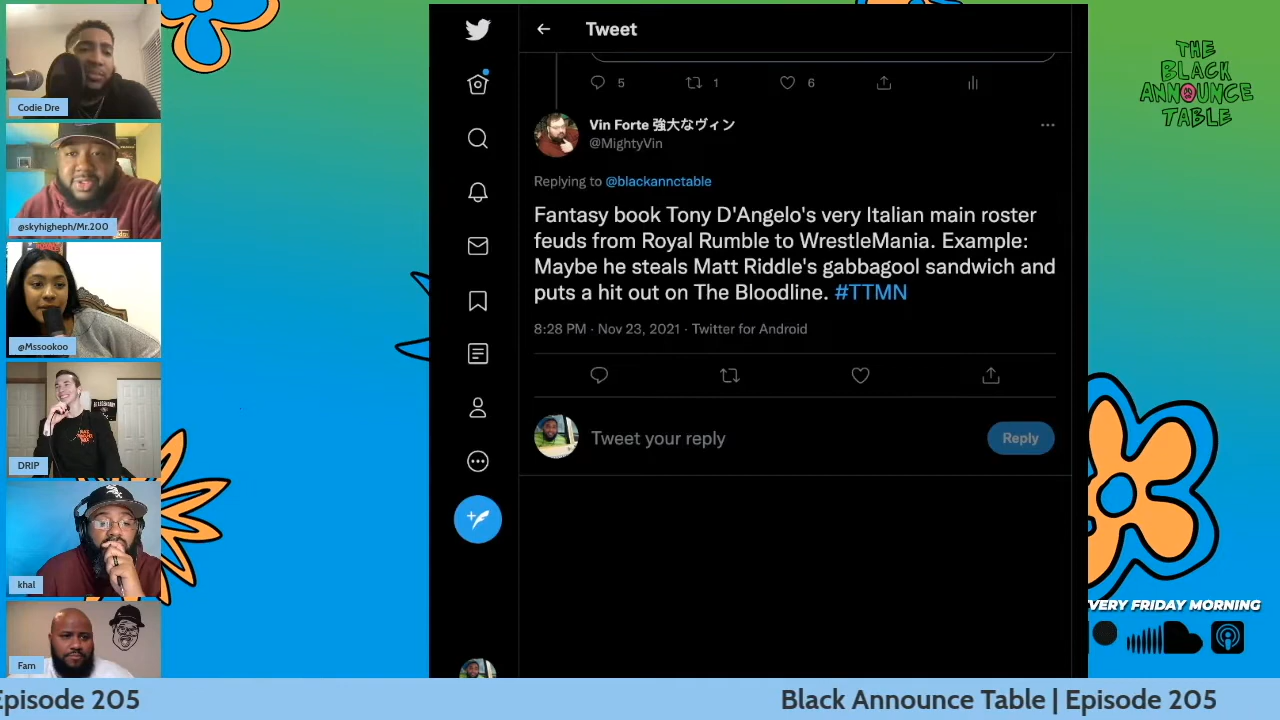 Codie Dre
@skyhigheph/Mr.200
@Mssookoo
DRIP
khal
Fam
Tweet
5
1
6
Vin Forte 強大なヴィン
@MightyVin
Replying to @blackannctable
Fantasy book Tony D'Angelo's very Italian main roster
feuds from Royal Rumble to WrestleMania. Example:
Maybe he steals Matt Riddle's gabbagool sandwich and
puts a hit out on The Bloodline. #TTMN
8:28 PM · Nov 23, 2021 · Twitter for Android
Tweet your reply
Reply
THE
BLACK
ANNOUNCE
TABLE
EVERY FRIDAY MORNING
Episode 205
Black Announce Table | Episode 205